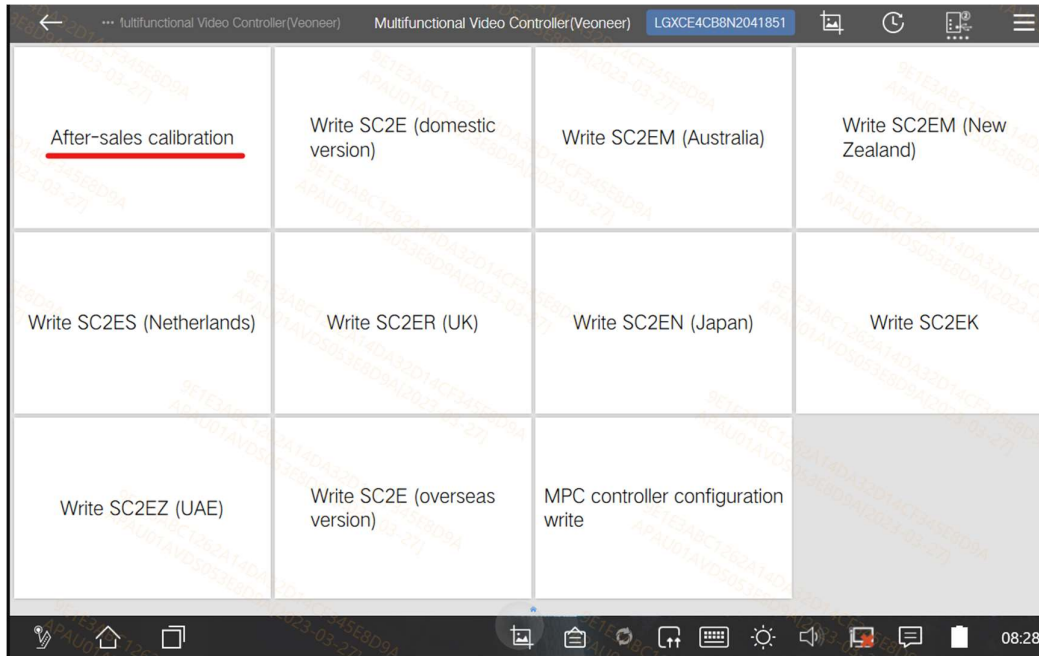 ··· !ultifunctional Video Controller(Veoneer)
Multifunctional Video Controller(Veoneer)
LGXCE4CB8N2041851
After-sales calibration
Write SC2E (domestic
version)
Write SC2EM (Australia)
Write SC2EM (New
Zealand)
Write SC2ES (Netherlands)
Write SC2ER (UK)
Write SC2EN (Japan)
Write SC2EK
Write SC2EZ (UAE)
Write SC2E (overseas
version)
MPC controller configuration
write
08:28